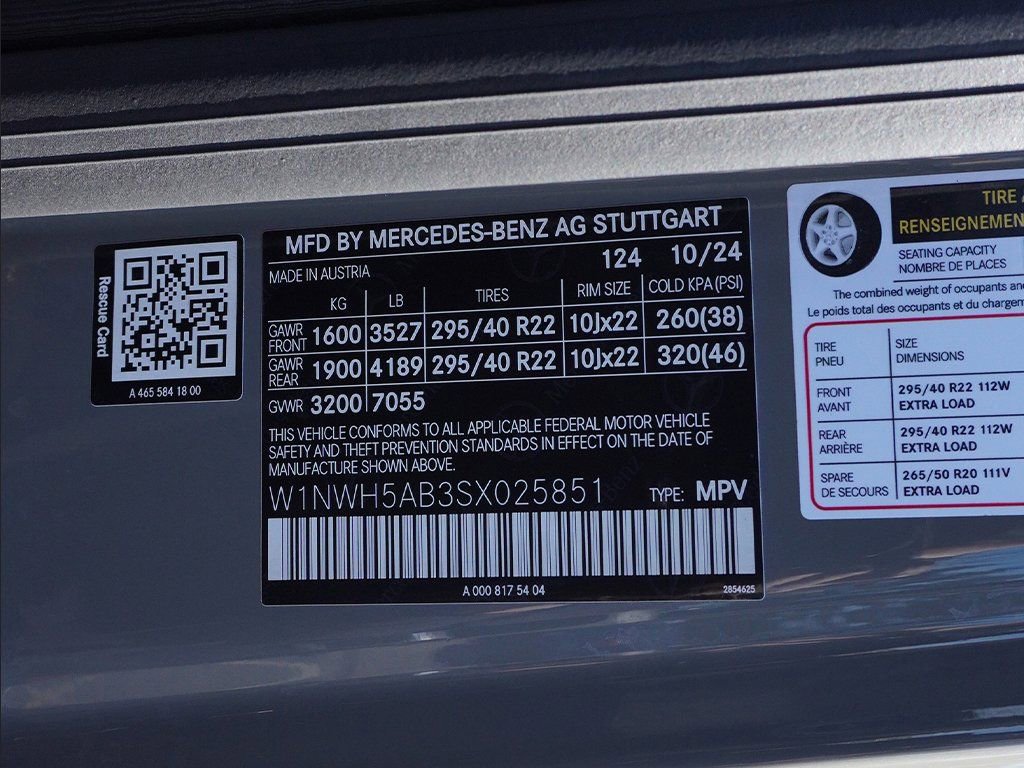 Rescue Card
A 465 584 18 00
MFD BY MERCEDES-BENZ AG STUTTGART
MADE IN AUSTRIA 124 10/24
KG LB TIRES RIM SIZE COLD KPA (PSI)
GAWR FRONT 1600 3527 295/40 R22 10Jx22 260(38)
GAWR REAR 1900 4189 295/40 R22 10Jx22 320(46)
GVWR 3200 7055
THIS VEHICLE CONFORMS TO ALL APPLICABLE FEDERAL MOTOR VEHICLE
SAFETY AND THEFT PREVENTION STANDARDS IN EFFECT ON THE DATE OF
MANUFACTURE SHOWN ABOVE.
W1NWH5AB3SX025851 TYPE: MPV
A 000 817 54 04 2854625
TIRE
RENSEIGNEMEN
SEATING CAPACITY
NOMBRE DE PLACES
The combined weight of occupants an
Le poids total des occupants et du charge
TIRE SIZE
PNEU DIMENSIONS
FRONT 295/40 R22 112W
AVANT EXTRA LOAD
REAR 295/40 R22 112W
ARRIÈRE EXTRA LOAD
SPARE 265/50 R20 111V
DE SECOURS EXTRA LOAD